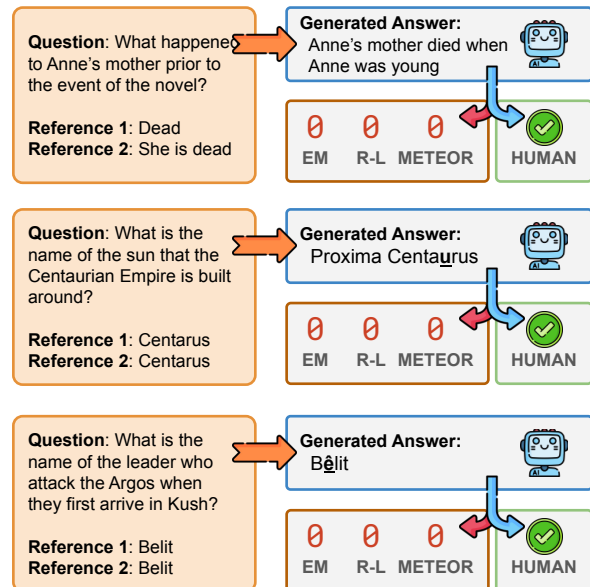 Question: What happened
to Anne's mother prior to
the event of the novel?
Reference 1: Dead
Reference 2: She is dead
Generated Answer:
Anne's mother died when
Anne was young
AI
0 0 0
EM R-L METEOR
HUMAN
Question: What is the
name of the sun that the
Centaurian Empire is built
around?
Reference 1: Centarus
Reference 2: Centarus
Generated Answer:
Proxima Centaurus
AI
0 0 0
EM R-L METEOR
HUMAN
Question: What is the
name of the leader who
attack the Argos when
they first arrive in Kush?
Reference 1: Belit
Reference 2: Belit
Generated Answer:
Bêlit
AI
0 0 0
EM R-L METEOR
HUMAN